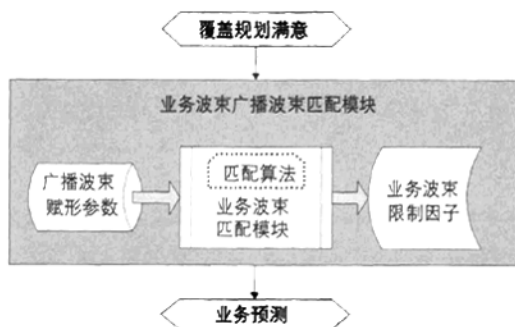 覆盖规划满意
业务波束广播波束匹配模块
广播波束
赋形参数
匹配算法
业务波束
匹配模块
业务波束
限制因子
业务预测